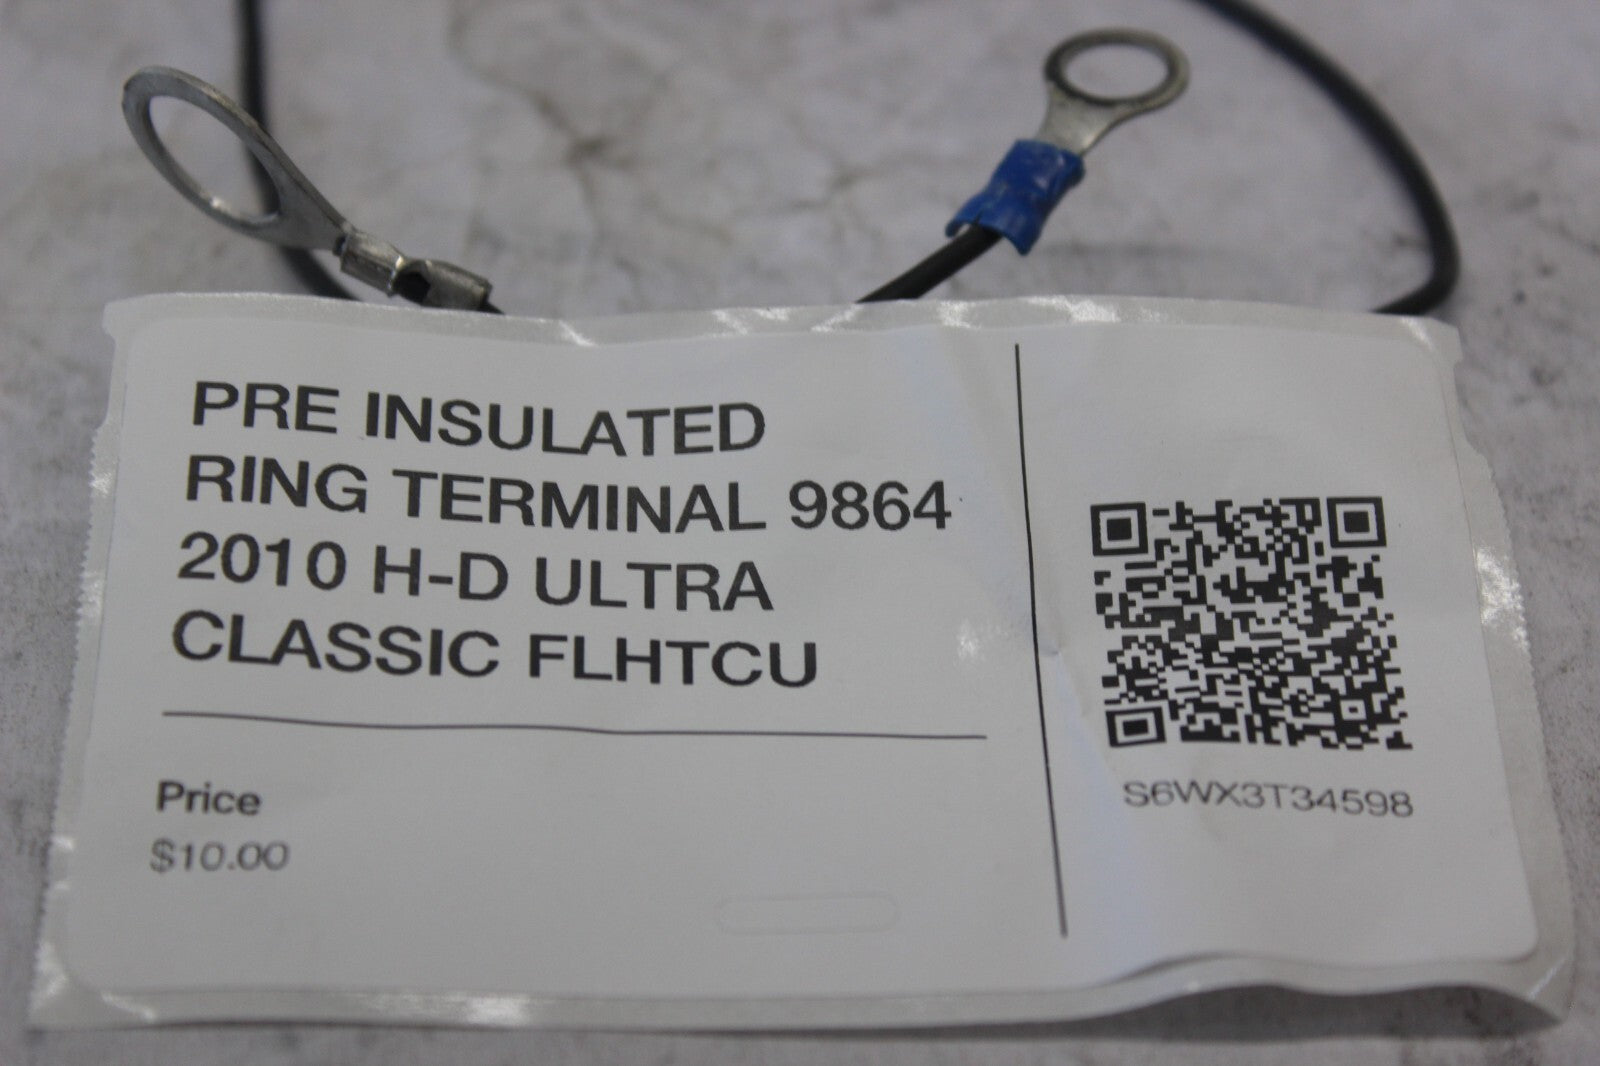 PRE INSULATED
RING TERMINAL 9864
2010 H-D ULTRA
CLASSIC FLHTCU
Price
$10.00
S6WX3T34598